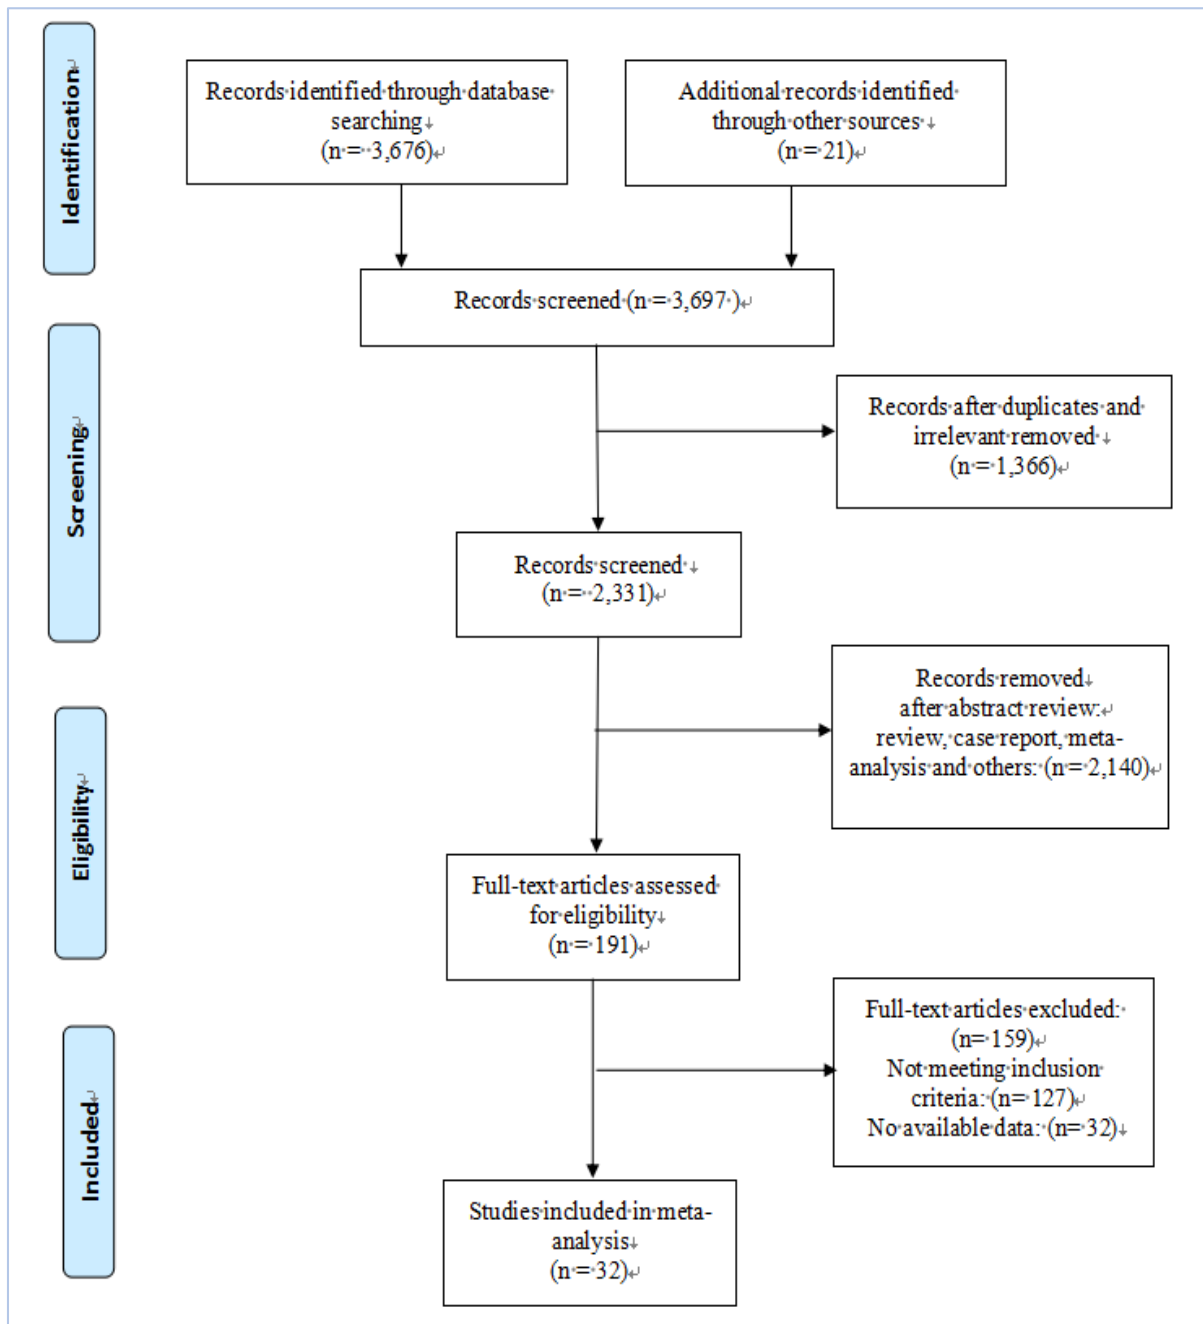 Identification
Records identified through database
searching
(n = 3,676)
Additional records identified
through other sources
(n = 21)
Records screened (n = 3,697 )
Screening
Records after duplicates and
irrelevant removed
(n = 1,366)
Records screened
(n = 2,331)
Records removed
after abstract review:
review, case report, meta-
analysis and others: (n = 2,140)
Eligibility
Full-text articles assessed
for eligibility
(n = 191)
Full-text articles excluded:
(n= 159)
Not meeting inclusion
criteria: (n= 127)
No available data: (n= 32)
Included
Studies included in meta-
analysis
(n = 32)